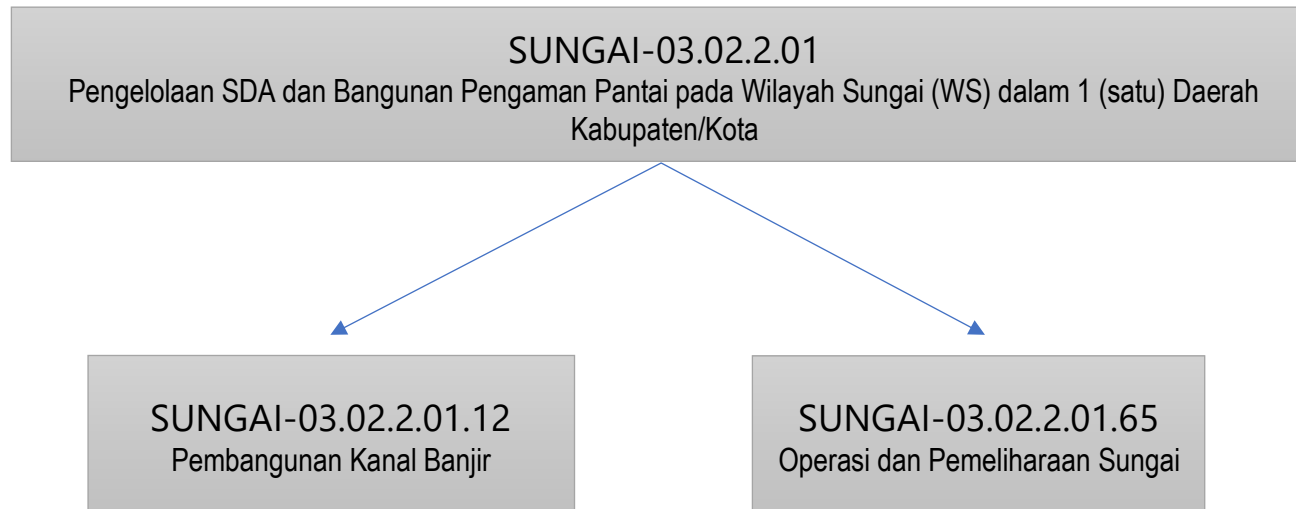 SUNGAI-03.02.2.01
Pengelolaan SDA dan Bangunan Pengaman Pantai pada Wilayah Sungai (WS) dalam 1 (satu) Daerah
Kabupaten/Kota
SUNGAI-03.02.2.01.12
Pembangunan Kanal Banjir
SUNGAI-03.02.2.01.65
Operasi dan Pemeliharaan Sungai